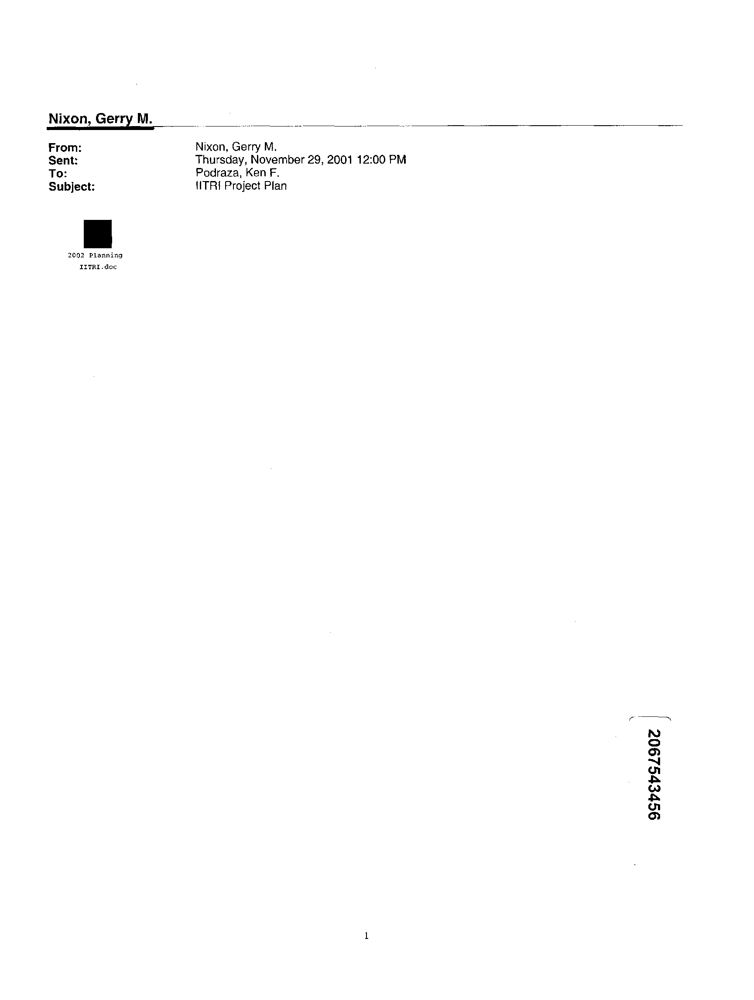 Nixon, Gerry M.
From: Nixon, Gerry M.
Sent: Thursday, November 29, 2001 12:00 PM
To: Podraza, Ken F.
Subject: IITRI Project Plan
2002 Planning
IITRI.doc
2067543456
1